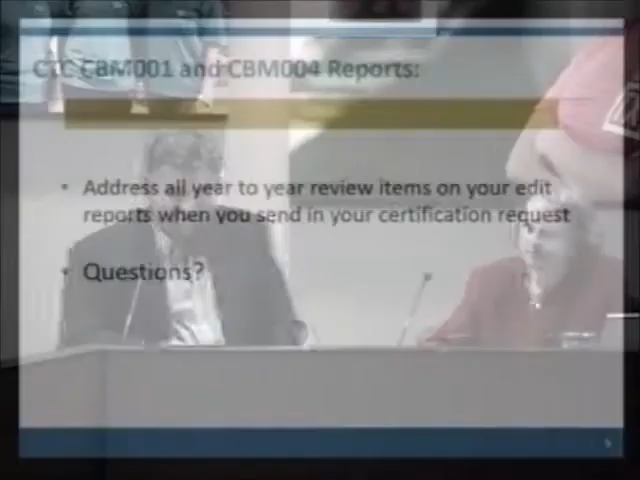 CTC CBM001 and CBM004 Reports:
• Address all year to year review items on your edit
reports when you send in your certification request
• Questions?